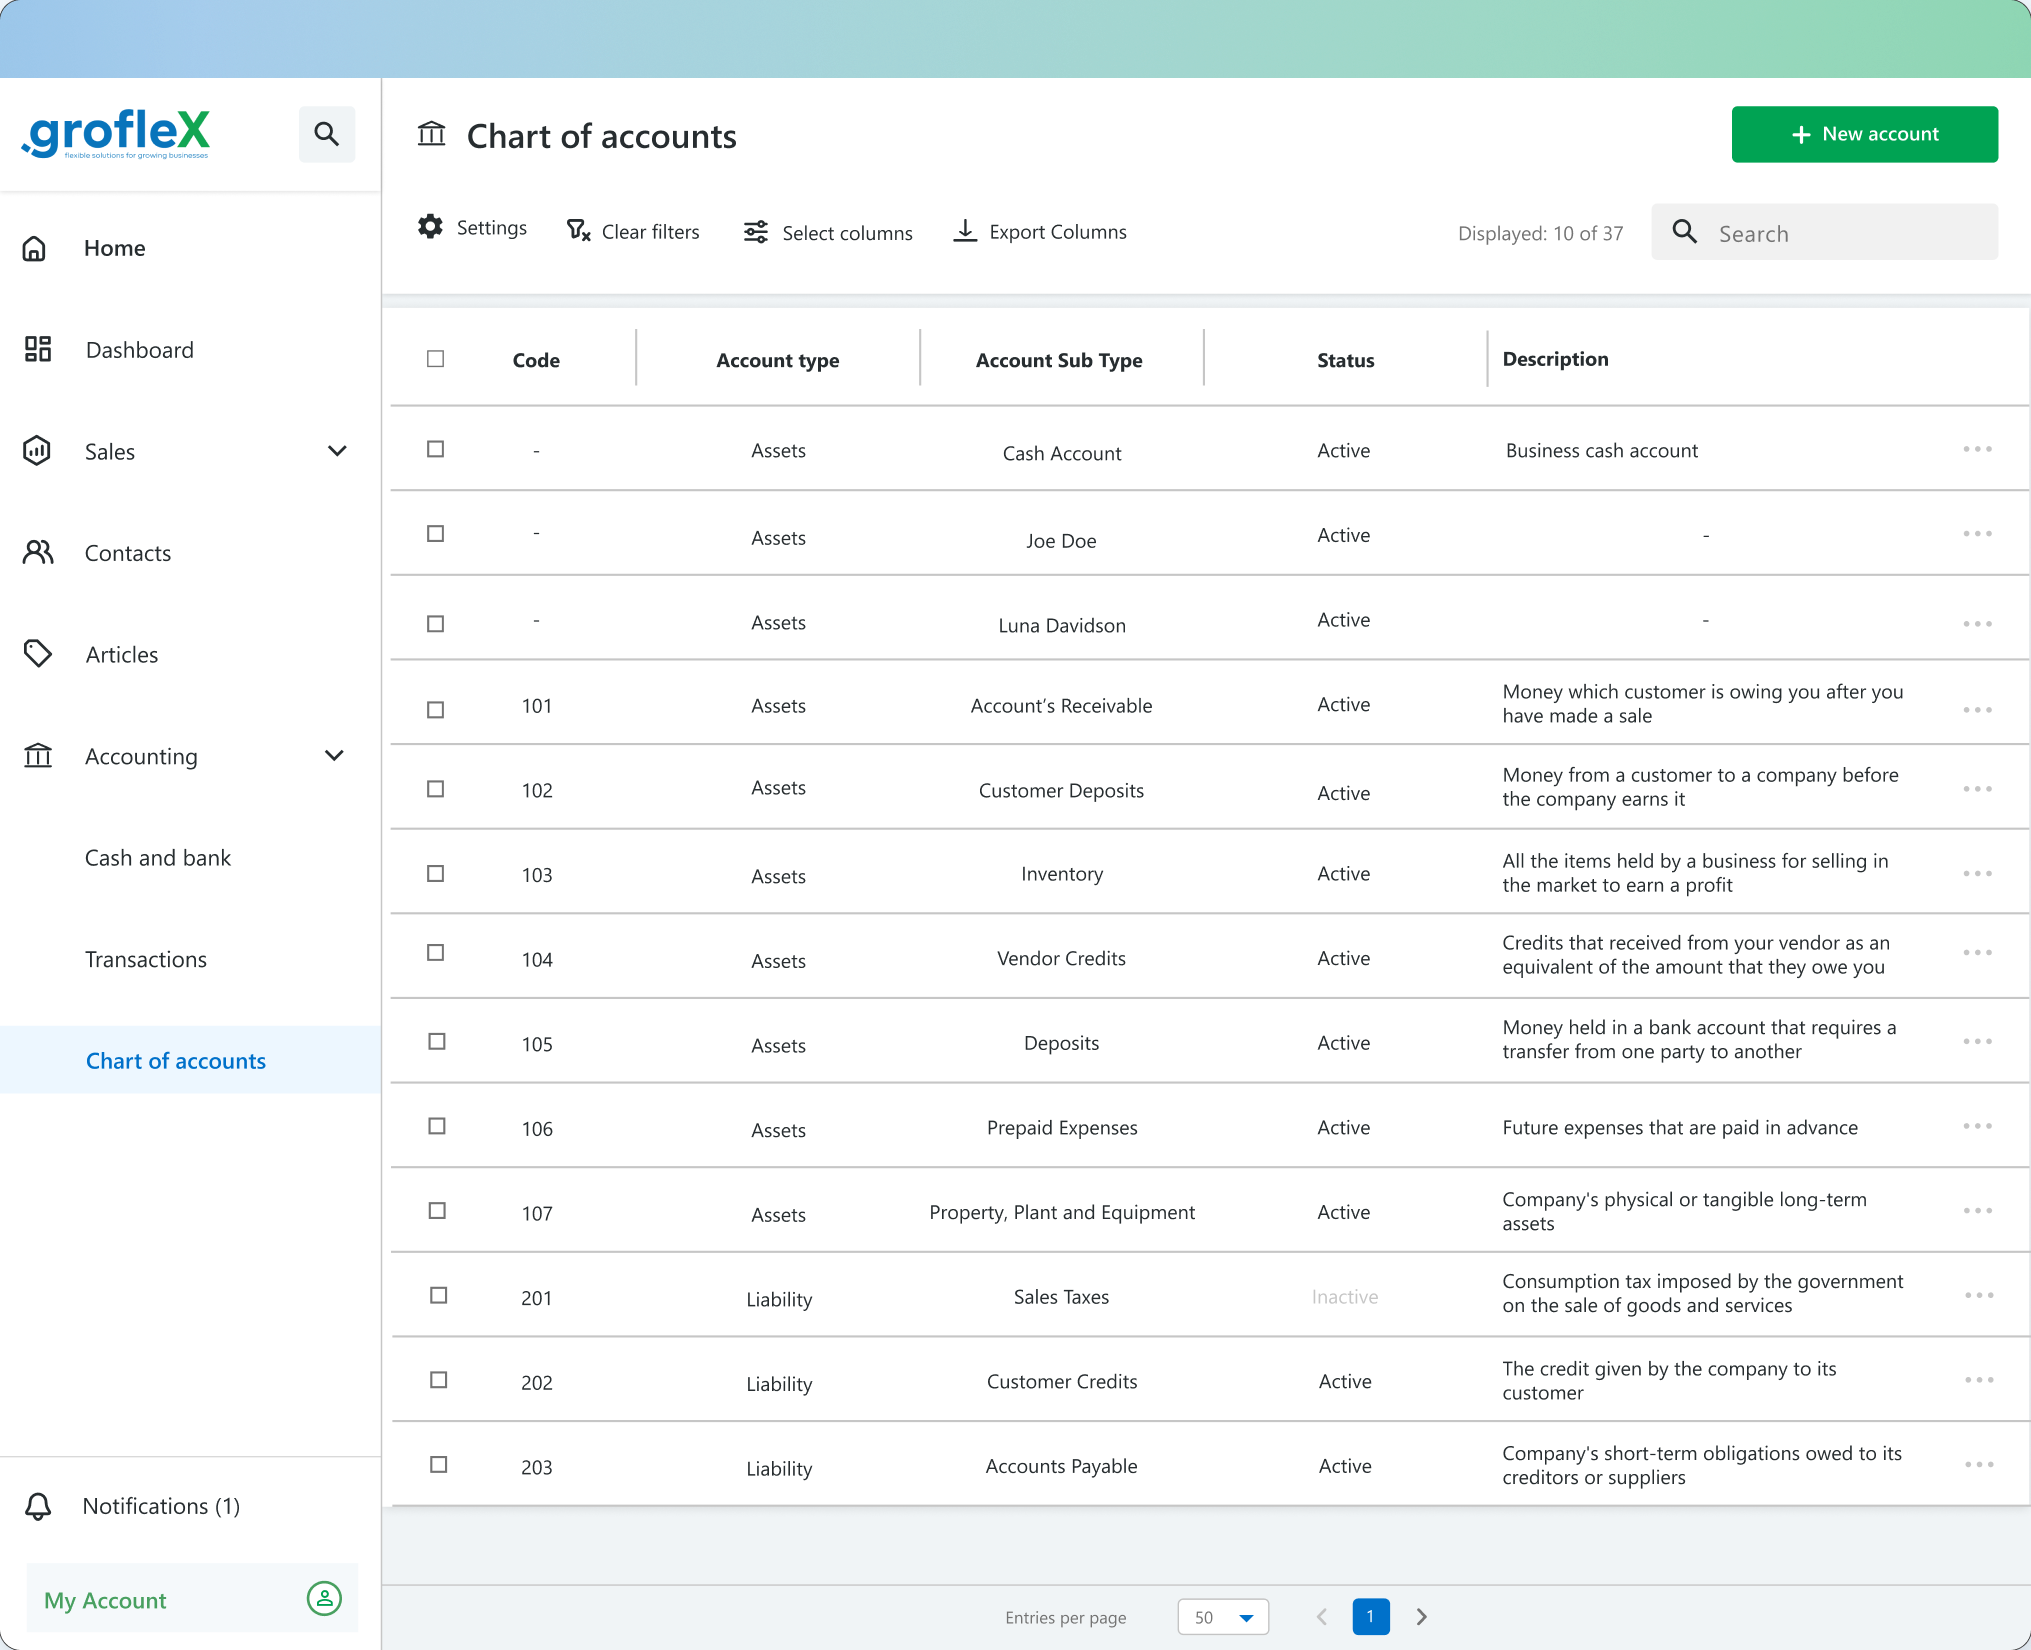 .grofleX
flexible solutions for growing businesses
Home
Dashboard
Sales
Contacts
Articles
Accounting
Cash and bank
Transactions
Chart of accounts
Notifications (1)
My Account
Chart of accounts
+ New account
Settings
Clear filters
Select columns
Export Columns
Displayed: 10 of 37
Search
Code Account type Account Sub Type Status Description
- Assets Cash Account Active Business cash account
- Assets Joe Doe Active -
- Assets Luna Davidson Active -
101 Assets Account’s Receivable Active Money which customer is owing you after you
have made a sale
102 Assets Customer Deposits Active Money from a customer to a company before
the company earns it
103 Assets Inventory Active All the items held by a business for selling in
the market to earn a profit
104 Assets Vendor Credits Active Credits that received from your vendor as an
equivalent of the amount that they owe you
105 Assets Deposits Active Money held in a bank account that requires a
transfer from one party to another
106 Assets Prepaid Expenses Active Future expenses that are paid in advance
107 Assets Property, Plant and Equipment Active Company's physical or tangible long-term
assets
201 Liability Sales Taxes Inactive Consumption tax imposed by the government
on the sale of goods and services
202 Liability Customer Credits Active The credit given by the company to its
customer
203 Liability Accounts Payable Active Company's short-term obligations owed to its
creditors or suppliers
Entries per page 50 1